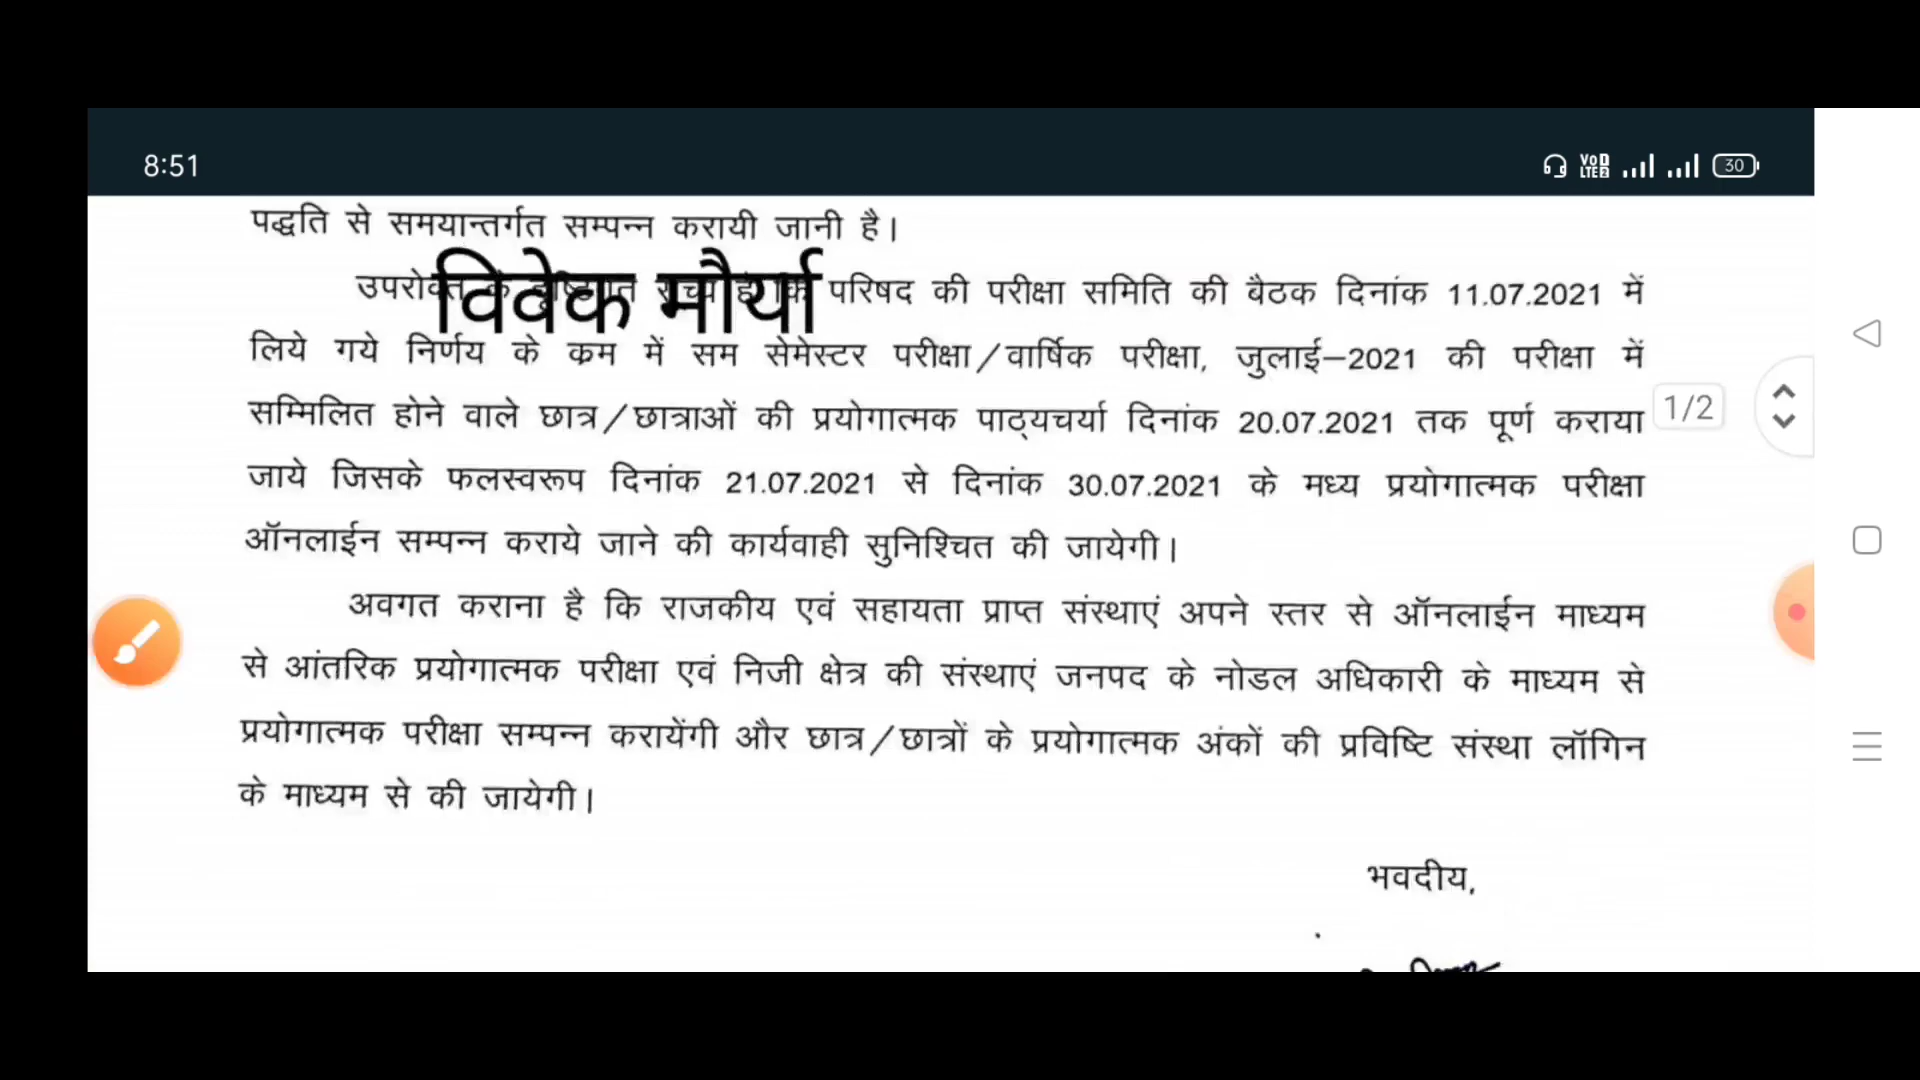 8:51
VoD LTE2 30
पद्धति से समयान्तर्गत सम्पन्न करायी जानी है।
विवेक मौर्या
परिषद की परीक्षा समिति की बैठक दिनांक 11.07.2021 में
लिये गये निर्णय के क्रम में सम सेमेस्टर परीक्षा/वार्षिक परीक्षा, जुलाई–2021 की परीक्षा में
सम्मिलित होने वाले छात्र/छात्राओं की प्रयोगात्मक पाठ्यचर्या दिनांक 20.07.2021 तक पूर्ण कराया
1/2
जाये जिसके फलस्वरूप दिनांक 21.07.2021 से दिनांक 30.07.2021 के मध्य प्रयोगात्मक परीक्षा
ऑनलाईन सम्पन्न कराये जाने की कार्यवाही सुनिश्चित की जायेगी।
अवगत कराना है कि राजकीय एवं सहायता प्राप्त संस्थाएं अपने स्तर से ऑनलाईन माध्यम
से आंतरिक प्रयोगात्मक परीक्षा एवं निजी क्षेत्र की संस्थाएं जनपद के नोडल अधिकारी के माध्यम से
प्रयोगात्मक परीक्षा सम्पन्न करायेंगी और छात्र/छात्रों के प्रयोगात्मक अंकों की प्रविष्टि संस्था लॉगिन
के माध्यम से की जायेगी।
भवदीय,